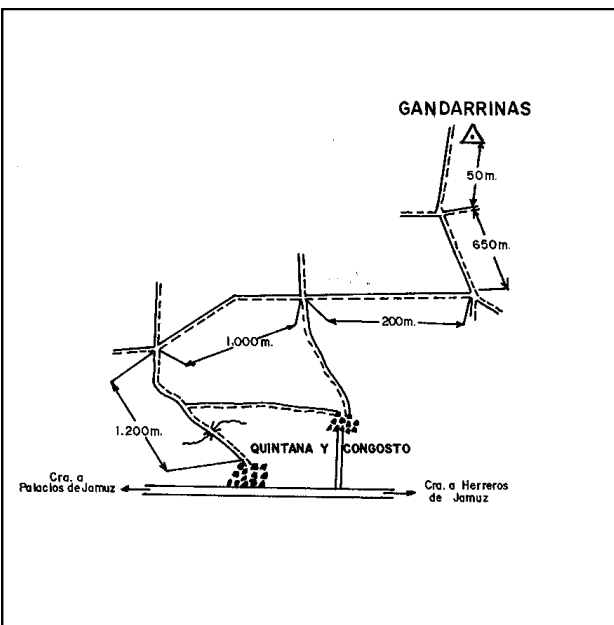 GANDARRINAS
50m.
650m.
200m.
1.000m.
1.200m.
QUINTANA Y CONGOSTO
Cra. a
Palacios de Jamuz
Cra. a Herreros
de Jamuz